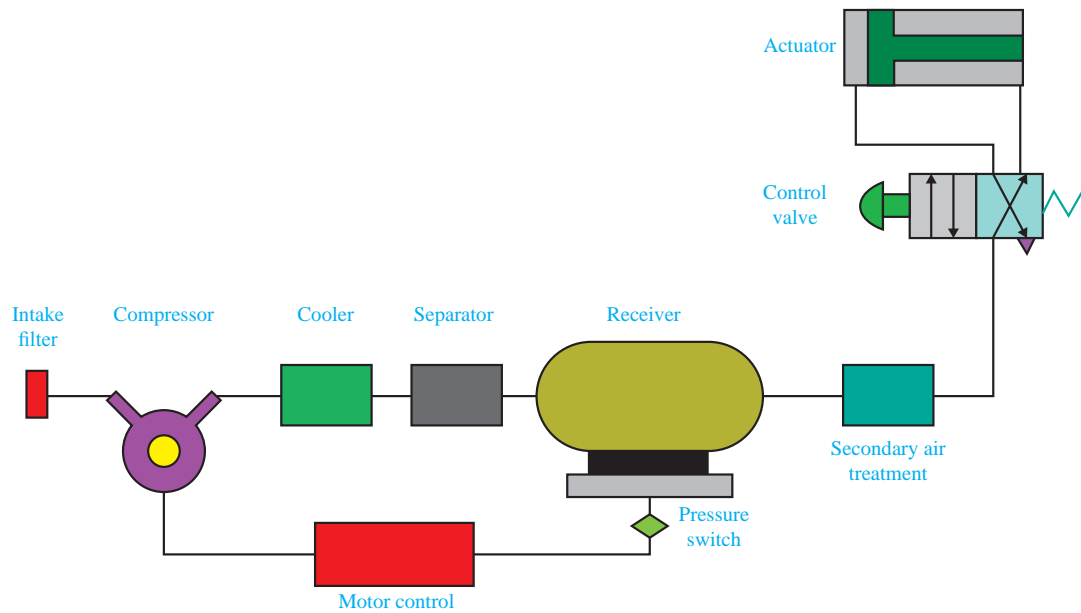 Actuator
Control
valve
Intake
filter
Compressor
Cooler
Separator
Receiver
Secondary air
treatment
Pressure
switch
Motor control